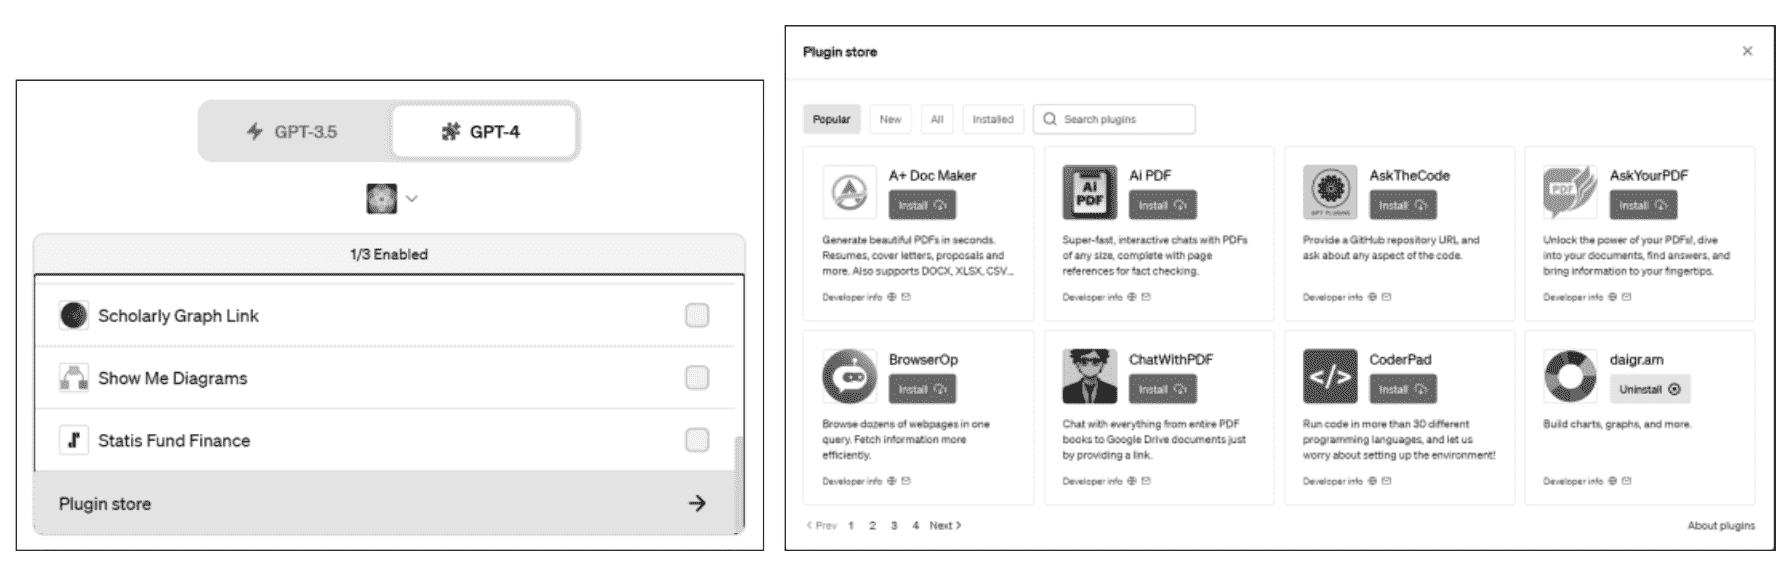 GPT-3.5
GPT-4
1/3 Enabled
Scholarly Graph Link
Show Me Diagrams
Statis Fund Finance
Plugin store
Plugin store
Popular
New
All
Installed
Search plugins
A+ Doc Maker
Install
Generate beautiful PDFs in seconds.
Resumes, cover letters, proposals and
more. Also supports DOCX, XLSX, CSV...
Developer info
Ai PDF
Install
Super-fast, interactive chats with PDFs
of any size, complete with page
references for fact checking.
Developer info
AskTheCode
Install
Provide a GitHub repository URL and
ask about any aspect of the code.
Developer info
AskYourPDF
Install
Unlock the power of your PDFs!, dive
into your documents, find answers, and
bring information to your fingertips.
Developer info
BrowserOp
Install
Browse dozens of webpages in one
query. Fetch information more
efficiently.
Developer info
ChatWithPDF
Install
Chat with everything from entire PDF
books to Google Drive documents just
by providing a link.
Developer info
CoderPad
Install
Run code in more than 30 different
programming languages, and let us
worry about setting up the environment!
Developer info
daigr.am
Uninstall
Build charts, graphs, and more.
Developer info
Ai
PDF
GPT PLUGINS
PDF
</>
< Prev 1 2 3 4 Next >
About plugins